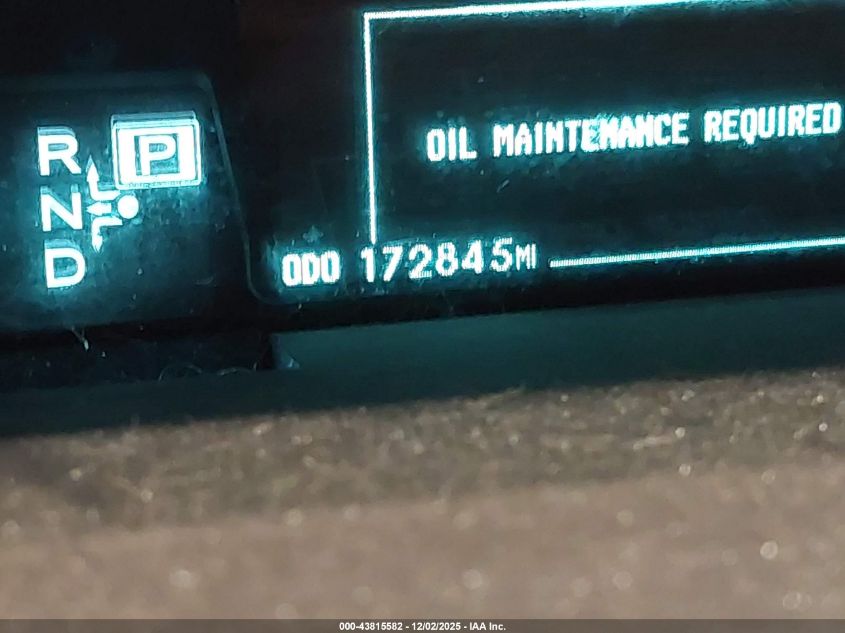 OIL MAINTENANCE REQUIRED
R P
N
D
ODO 172845MI
000-43815582 - 12/02/2025 - IAA Inc.